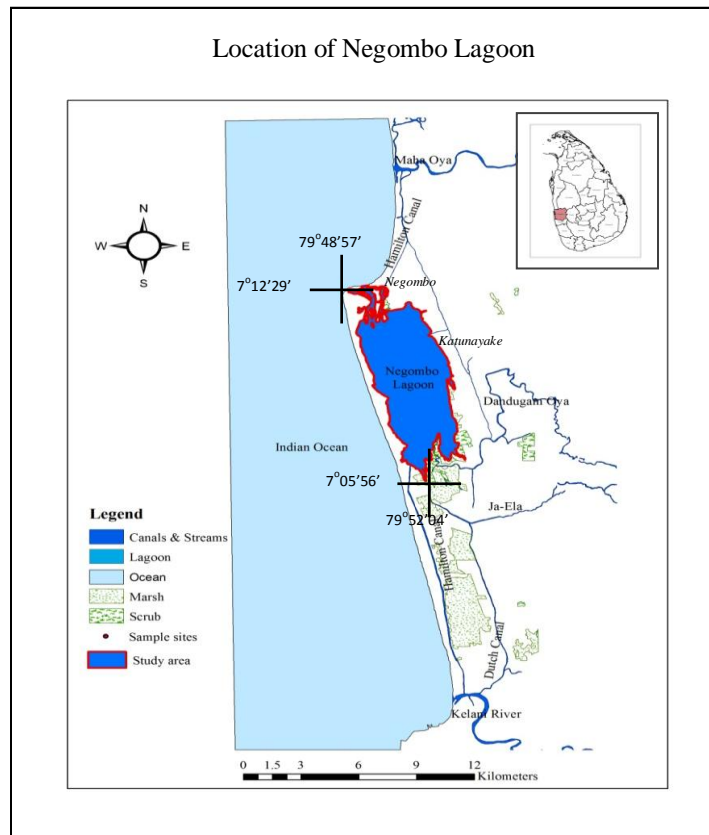 Location of Negombo Lagoon
Maha Oya
N
W
E
S
Hamilton Canal
79°48’57’
7°12’29’
Negombo
Katunayake
Negombo
Lagoon
Dandugam Oya
Indian Ocean
7°05’56’
79°52’04’
Ja-Ela
Hamilton Canal
Dutch Canal
Kelani River
Legend
Canals & Streams
Lagoon
Ocean
Marsh
Scrub
Sample sites
Study area
0 1.5 3 6 9 12
Kilometers